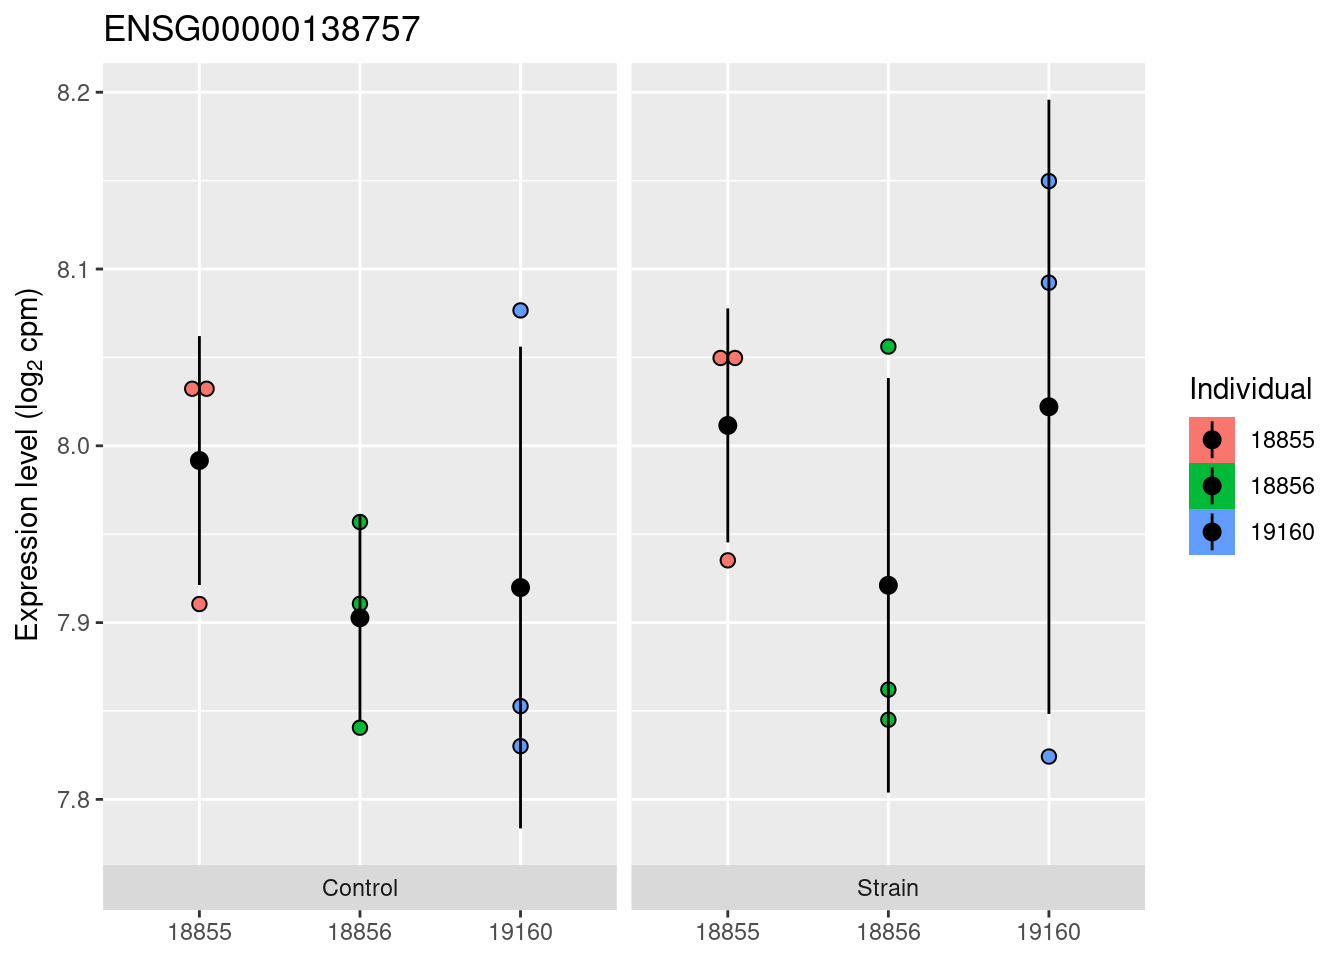 ENSG00000138757
Expression level (log₂ cpm)
8.2
8.1
8.0
7.9
7.8
Control
Strain
18855 18856 19160
18855 18856 19160
Individual
18855
18856
19160